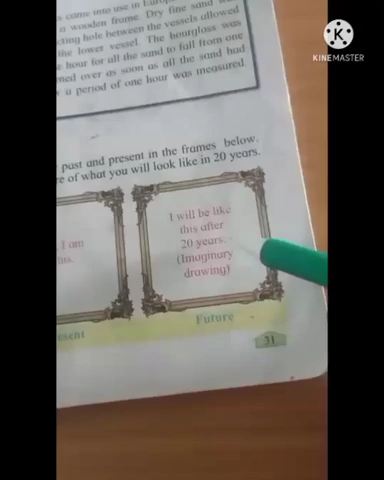 came into use in
n wooden frame. Dry fine sand
cting hole between the vessels allowed
the lower vessel. The hourglass was
hour for all the sand to fall from one
ned over as soon as all the sand had
a period of one hour was measured.
K
KINEMASTER
past and present in the frames below.
re of what you will look like in 20 years.
I am
I will be like
this after
20 years.
(Imaginary
drawing)
esent
Future
31